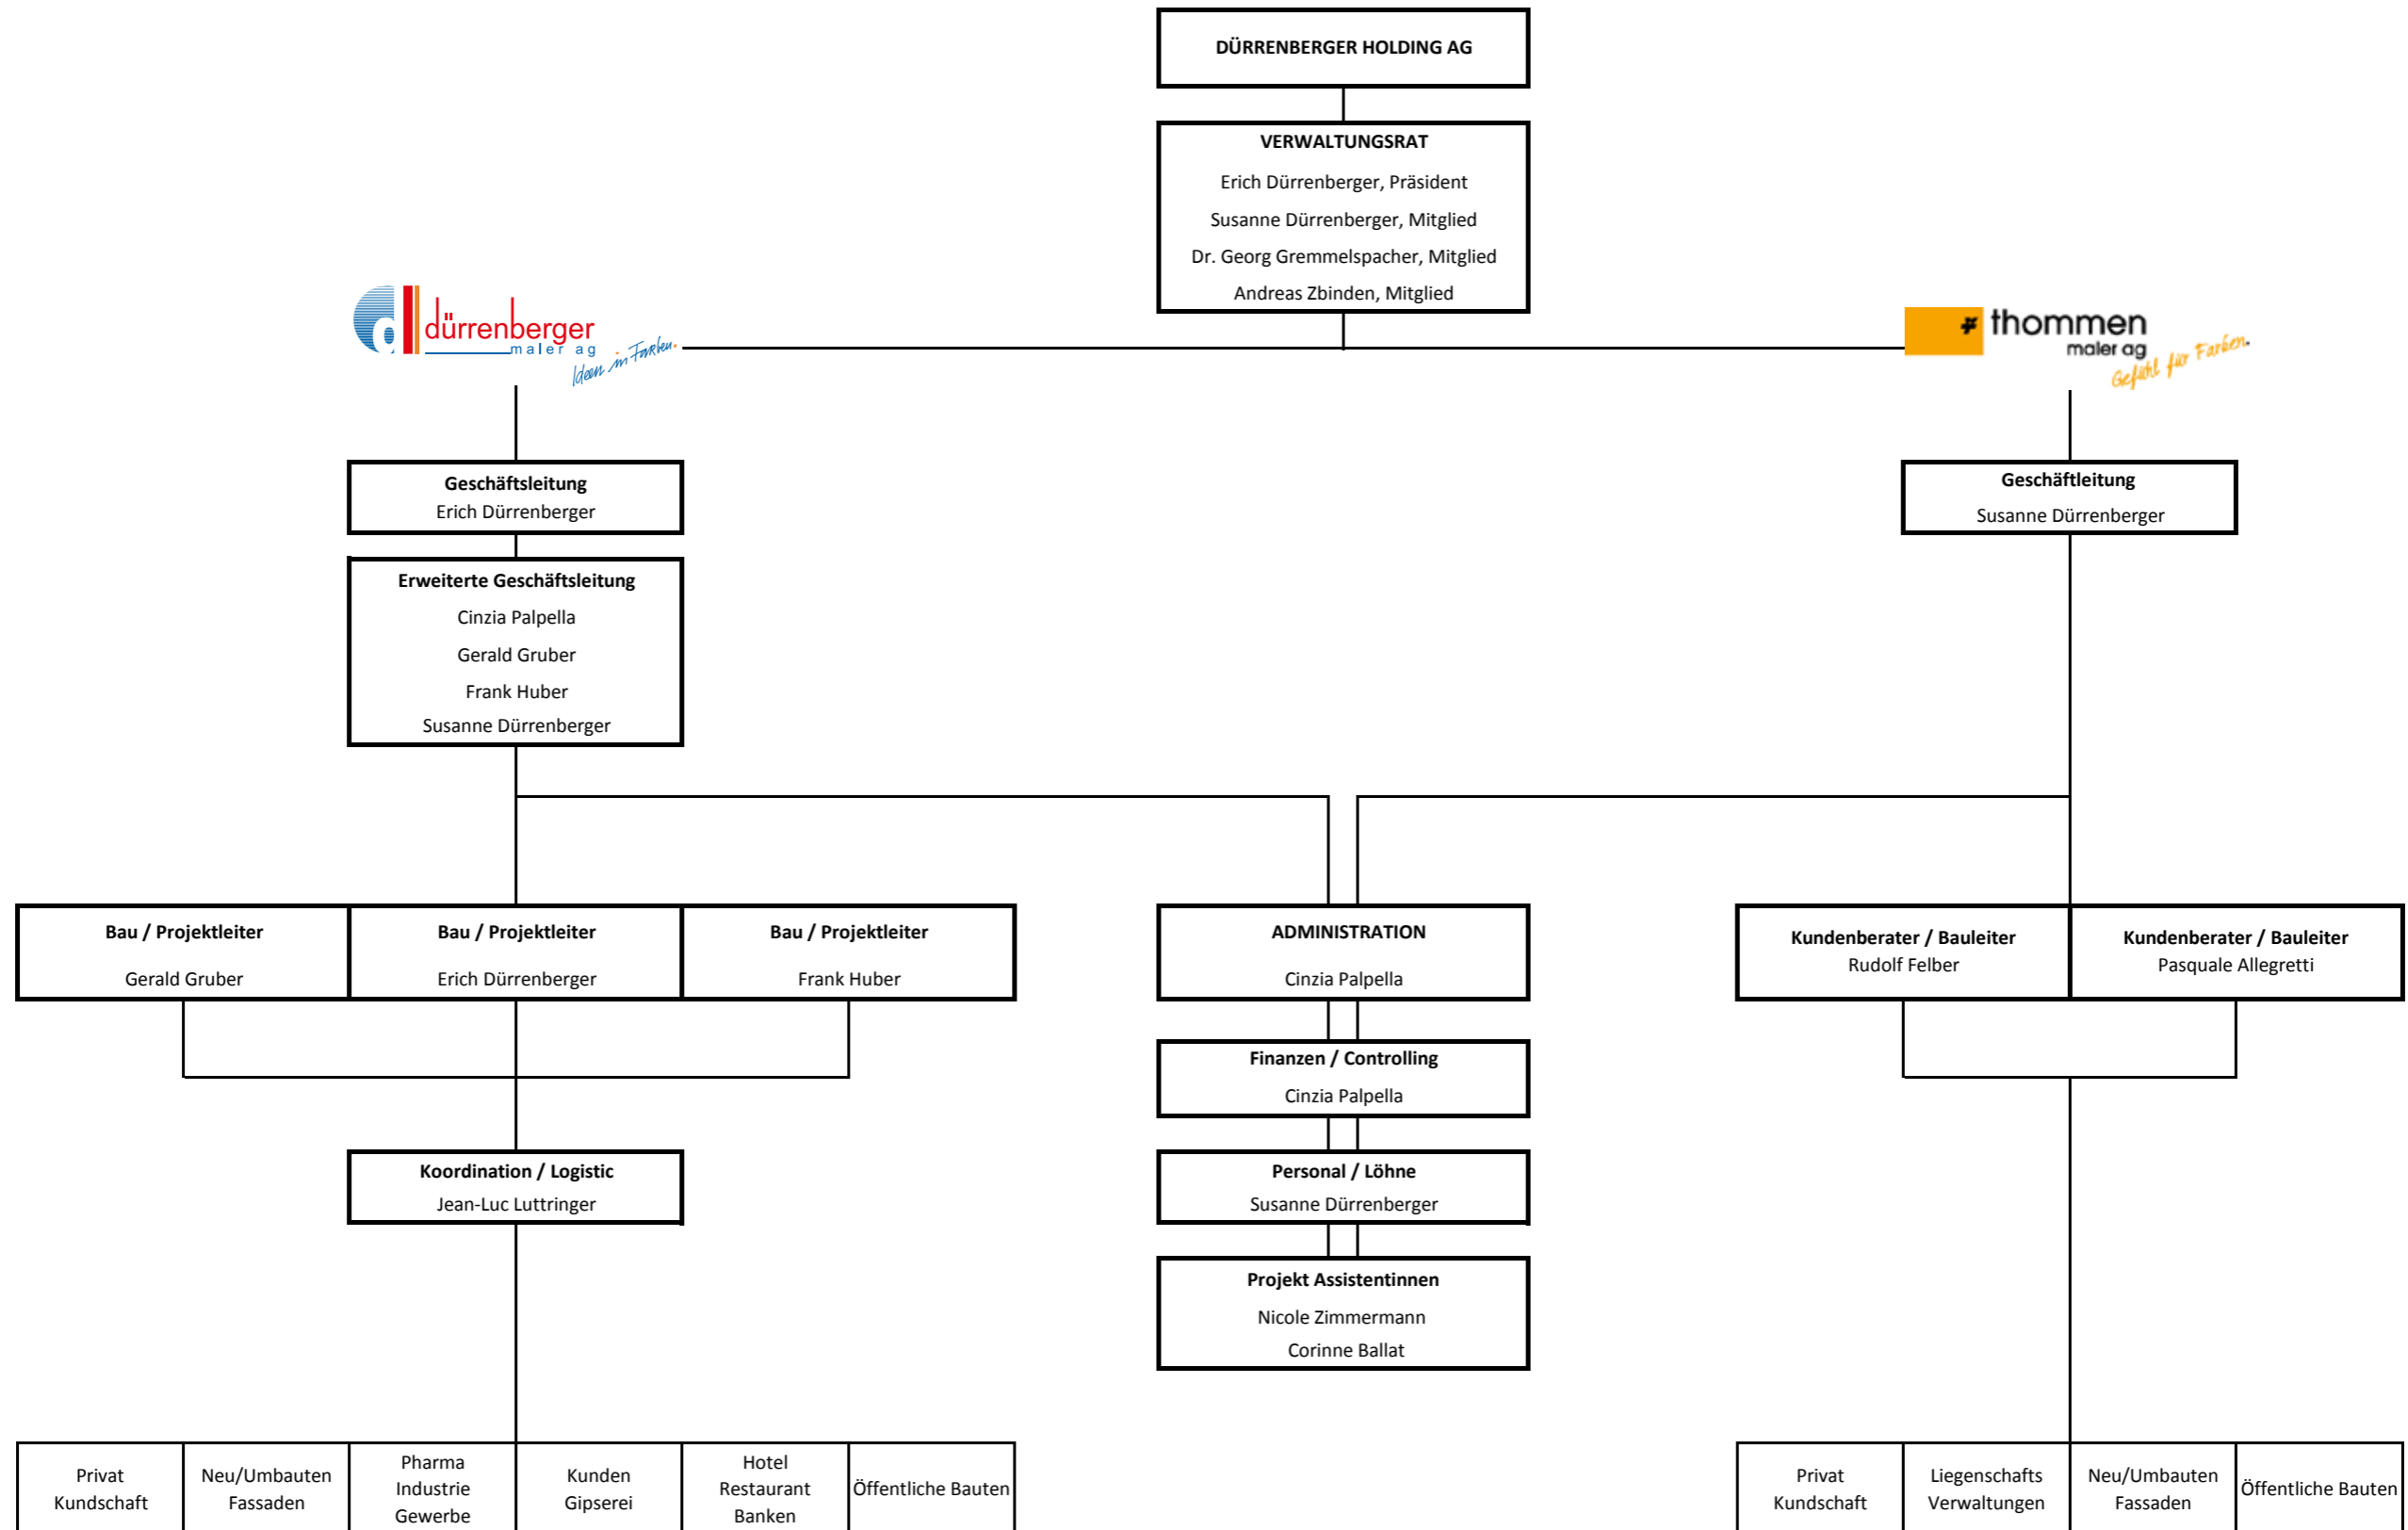 DÜRRENBERGER HOLDING AG
VERWALTUNGSRAT
Erich Dürrenberger, Präsident
Susanne Dürrenberger, Mitglied
Dr. Georg Gremmelspacher, Mitglied
Andreas Zbinden, Mitglied
dürrenberger
maler ag
Ideen in Farben.
thommen
maler ag
Gefühl für Farben.
Geschäftsleitung
Erich Dürrenberger
Geschäftleitung
Susanne Dürrenberger
Erweiterte Geschäftsleitung
Cinzia Palpella
Gerald Gruber
Frank Huber
Susanne Dürrenberger
Bau / Projektleiter
Gerald Gruber
Bau / Projektleiter
Erich Dürrenberger
Bau / Projektleiter
Frank Huber
ADMINISTRATION
Cinzia Palpella
Kundenberater / Bauleiter
Rudolf Felber
Kundenberater / Bauleiter
Pasquale Allegretti
Finanzen / Controlling
Cinzia Palpella
Koordination / Logistic
Jean-Luc Luttringer
Personal / Löhne
Susanne Dürrenberger
Projekt Assistentinnen
Nicole Zimmermann
Corinne Ballat
Privat
Kundschaft
Neu/Umbauten
Fassaden
Pharma
Industrie
Gewerbe
Kunden
Gipserei
Hotel
Restaurant
Banken
Öffentliche Bauten
Privat
Kundschaft
Liegenschafts
Verwaltungen
Neu/Umbauten
Fassaden
Öffentliche Bauten